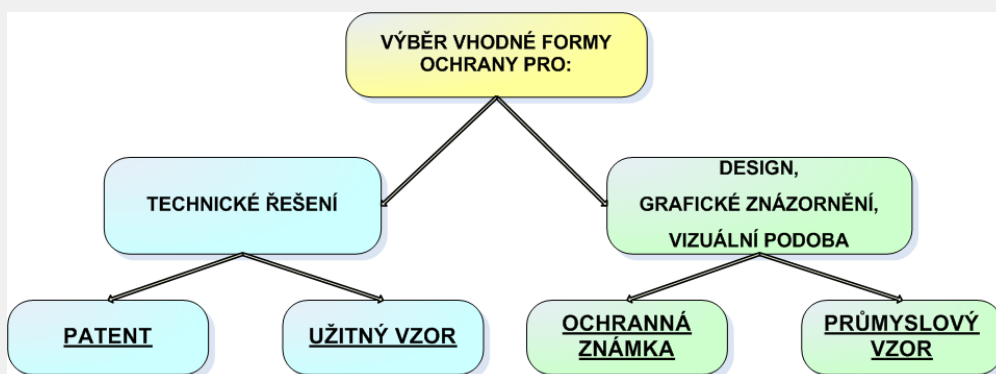 VÝBĚR VHODNÉ FORMY
OCHRANY PRO:
TECHNICKÉ ŘEŠENÍ
DESIGN,
GRAFICKÉ ZNÁZORNĚNÍ,
VIZUÁLNÍ PODOBA
PATENT
UŽITNÝ VZOR
OCHRANNÁ
ZNÁMKA
PRŮMYSLOVÝ
VZOR